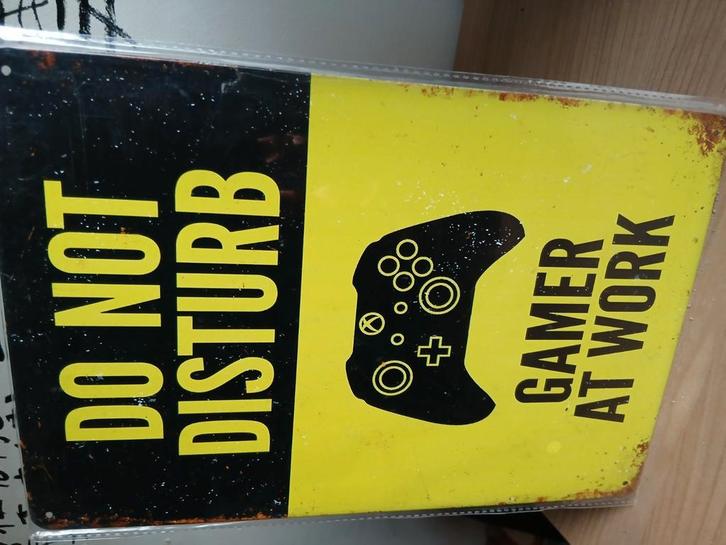 DO NOT
DISTURB
GAMER
AT WORK